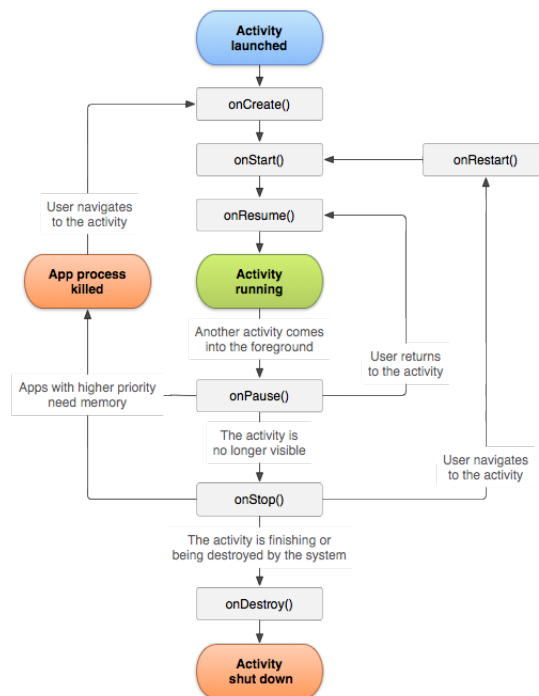 Activity
launched
onCreate()
onStart()
onRestart()
User navigates
to the activity
onResume()
App process
killed
Activity
running
Another activity comes
into the foreground
User returns
to the activity
Apps with higher priority
need memory
onPause()
The activity is
no longer visible
User navigates
to the activity
onStop()
The activity is finishing or
being destroyed by the system
onDestroy()
Activity
shut down